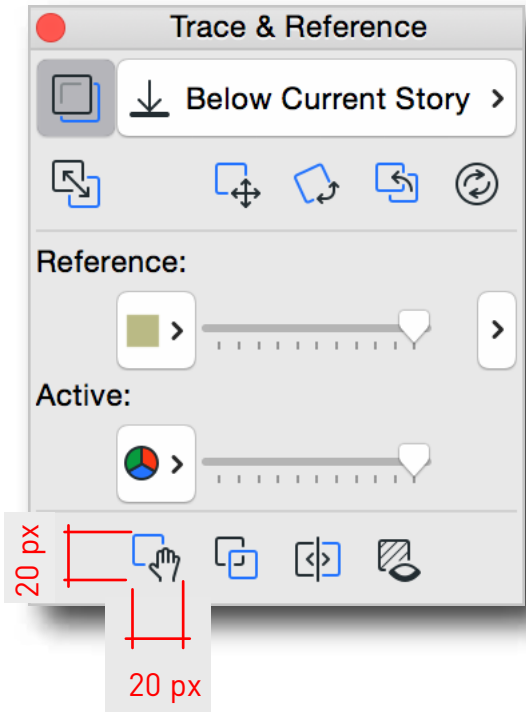 Trace & Reference
Below Current Story
Reference:
Active:
20 px
20 px